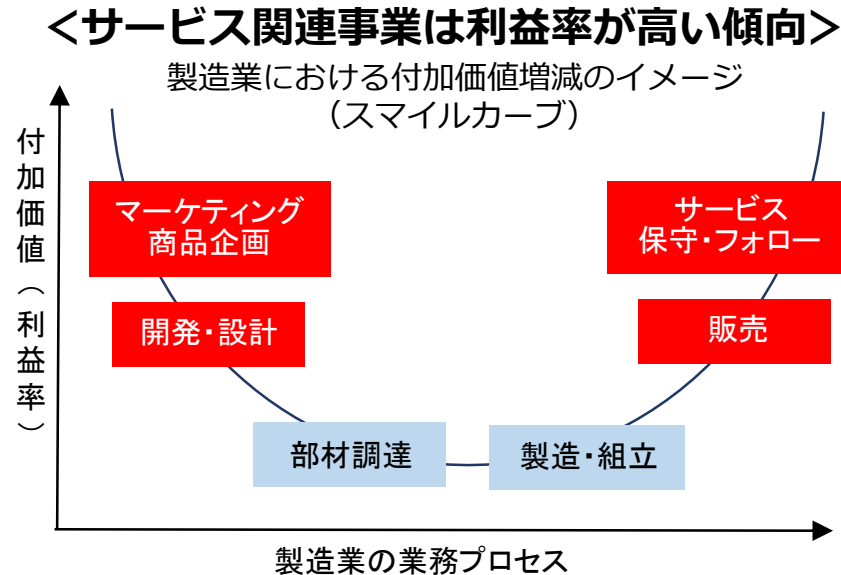 ＜サービス関連事業は利益率が高い傾向＞
製造業における付加価値増減のイメージ
（スマイルカーブ）
付加価値（利益率）
マーケティング
商品企画
サービス
保守・フォロー
開発・設計
販売
部材調達
製造・組立
製造業の業務プロセス